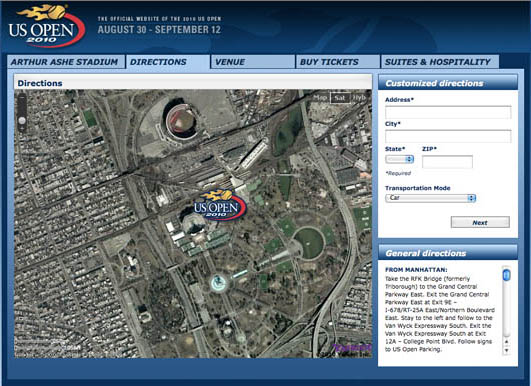 US OPEN
2010
THE OFFICIAL WEBSITE OF THE 2010 US OPEN
AUGUST 30 - SEPTEMBER 12
ARTHUR ASHE STADIUM
DIRECTIONS
VENUE
BUY TICKETS
SUITES & HOSPITALITY
Directions
Map
Sat
Hyb
US OPEN
2010
Customized directions
Address*
City*
State*
ZIP*
*Required
Transportation Mode
Car
Next
General directions
FROM MANHATTAN:
Take the RFK Bridge (formerly
Triborough) to the Grand Central
Parkway East. Exit the Grand Central
Parkway East at Exit 9E –
I-678/RT-25A East/Northern Boulevard
East. Stay to the left and follow to the
Van Wyck Expressway South. Exit the
Van Wyck Expressway South at Exit
12A – College Point Blvd. Follow signs
to US Open Parking.